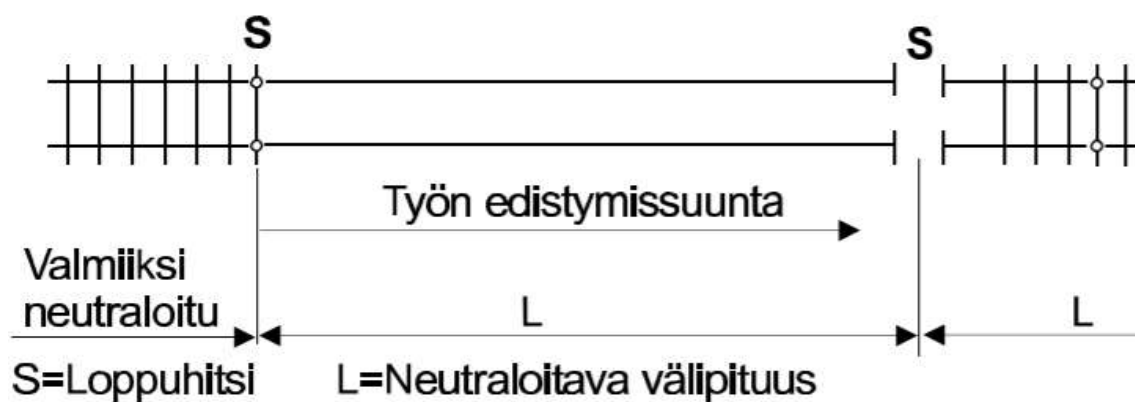 S
S
Työn edistymissuunta
Valmiiksi
neutraloitu
L
L
S=Loppuhitsi L=Neutraloitava välipituus